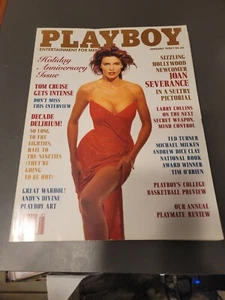 PLAYBOY
ENTERTAINMENT FOR MEN
Holiday
Anniversary
Issue
TOM CRUISE
GETS INTENSE
DON'T MISS
THIS INTERVIEW
DECADE
DELIRIUM!
SO LONG
TO THE
EIGHTIES,
HAIL TO
THE NINETIES
(THEY'RE
GOING
TO BE HOT)
GREAT WARHOL!
ANDY'S DIVINE
PLAYBOY ART
SIZZLING
HOLLYWOOD
NEWCOMER
JOAN
SEVERANCE
IN A SULTRY
PICTORIAL
LARRY COLLINS
ON THE NEXT
SECRET WEAPON,
MIND CONTROL
TED TURNER
MICHAEL MILKEN
ANDREW DICE CLAY
NATIONAL BOOK
AWARD WINNER
TIM O'BRIEN
PLAYBOY'S COLLEGE
BASKETBALL PREVIEW
OUR ANNUAL
PLAYMATE REVIEW